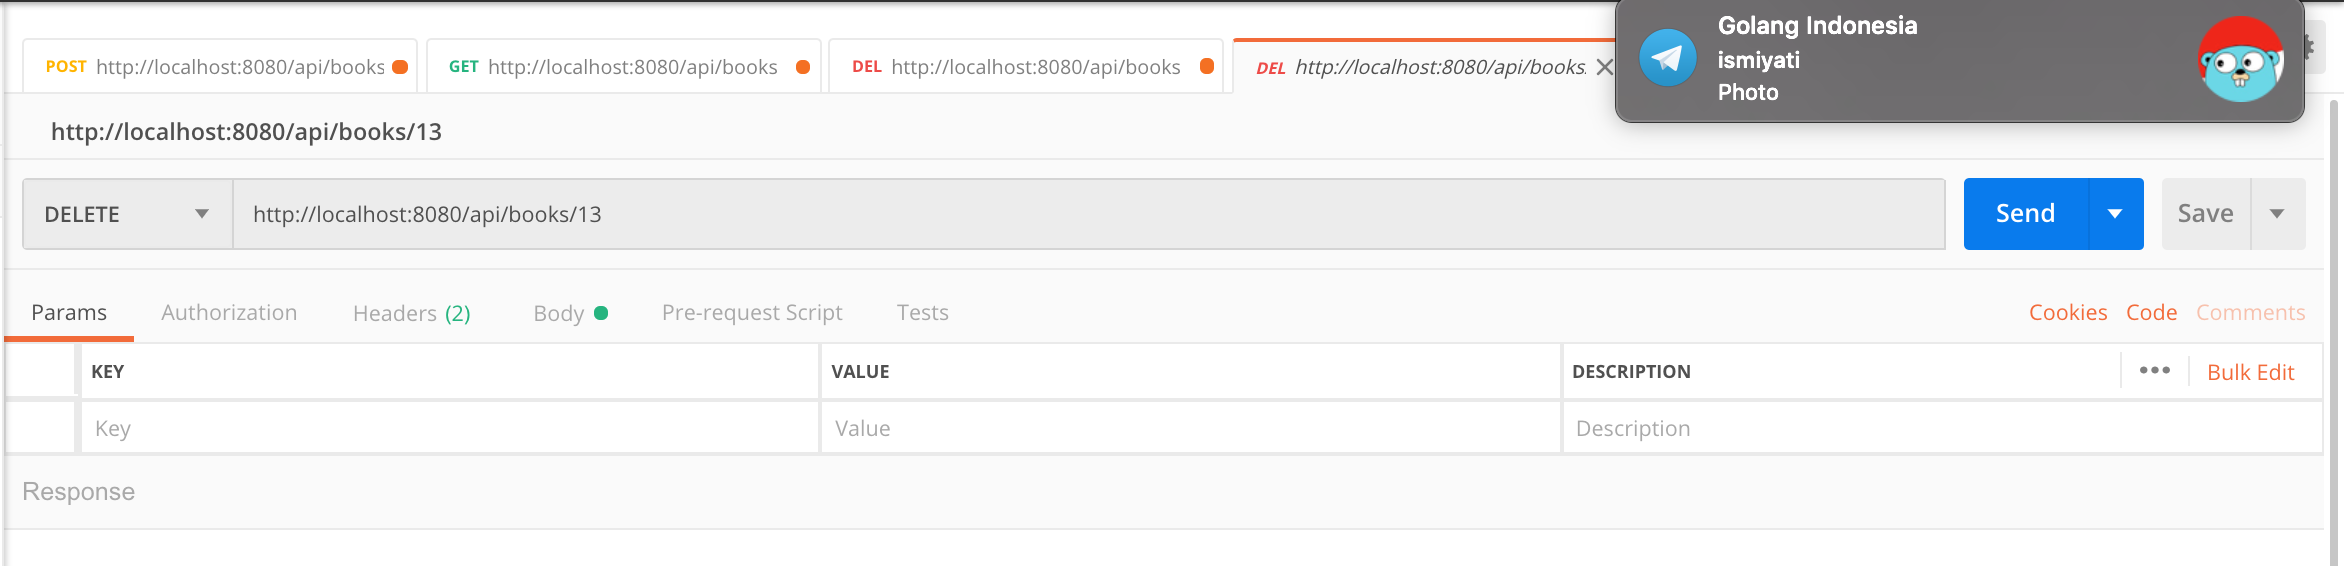 POST http://localhost:8080/api/books
GET http://localhost:8080/api/books
DEL http://localhost:8080/api/books
DEL http://localhost:8080/api/books.
Golang Indonesia
ismiyati
Photo
http://localhost:8080/api/books/13
DELETE http://localhost:8080/api/books/13 Send Save
Params Authorization Headers (2) Body Pre-request Script Tests Cookies Code Comments
KEY VALUE DESCRIPTION ••• Bulk Edit
Key Value Description
Response